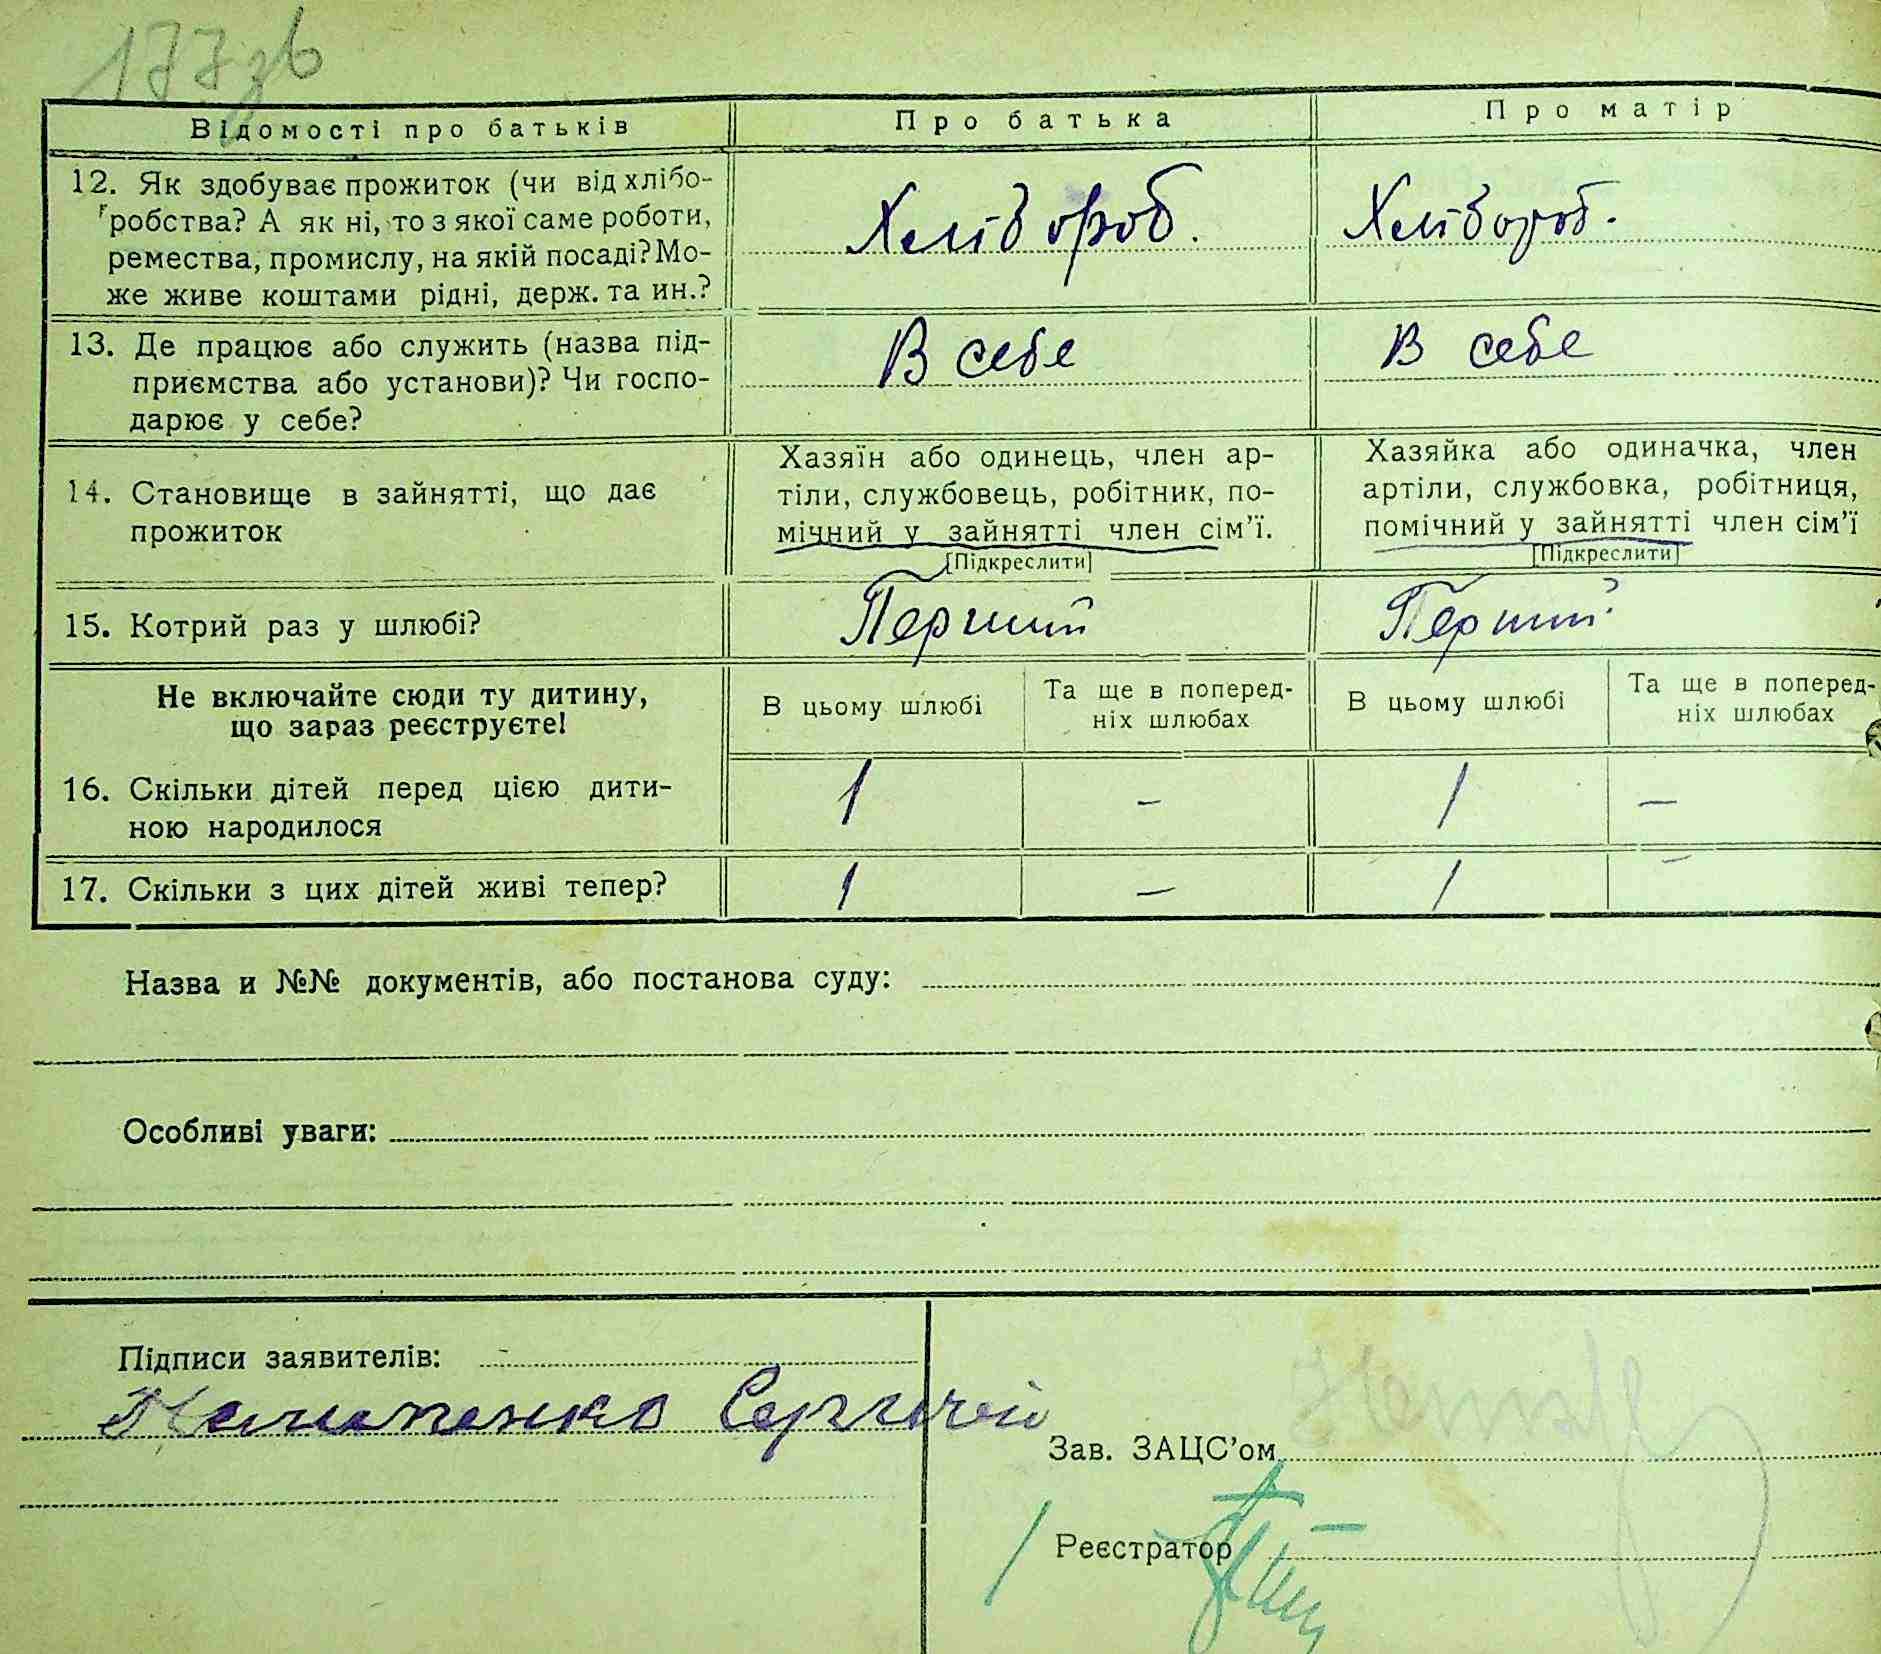 177 зв
Відомості про батьків
Про батька
Про матір
12. Як здобуває прожиток (чи від хлібо-
робства? А як ні, то з якої саме роботи,
ремества, промислу, на якій посаді? Мо-
же живе коштами рідні, держ. та ин.?
Хлібороб.
Хлібороб.
13. Де працює або служить (назва під-
приємства або установи)? Чи госпо-
дарює у себе?
В себе
В себе
14. Становище в зайнятті, що дає
прожиток
Хазяїн або одинець, член ар-
тіли, службовець, робітник, по-
мічний у зайнятті член сім'ї.
[Підкреслити]
Хазяйка або одиначка, член
артіли, службовка, робітниця,
помічний у зайнятті член сім'ї
[Підкреслити]
15. Котрий раз у шлюбі?
Перший
Перший
Не включайте сюди ту дитину,
що зараз реєструєте!
В цьому шлюбі
Та ще в поперед-
ніх шлюбах
В цьому шлюбі
Та ще в поперед-
ніх шлюбах
16. Скільки дітей перед цією дити-
ною народилося
1 – 1 –
17. Скільки з цих дітей живі тепер?
1 – 1 –
Назва и №№ документів, або постанова суду:
Особливі уваги:
Підписи заявителів:
Зав. ЗАЦС'ом
Реєстратор